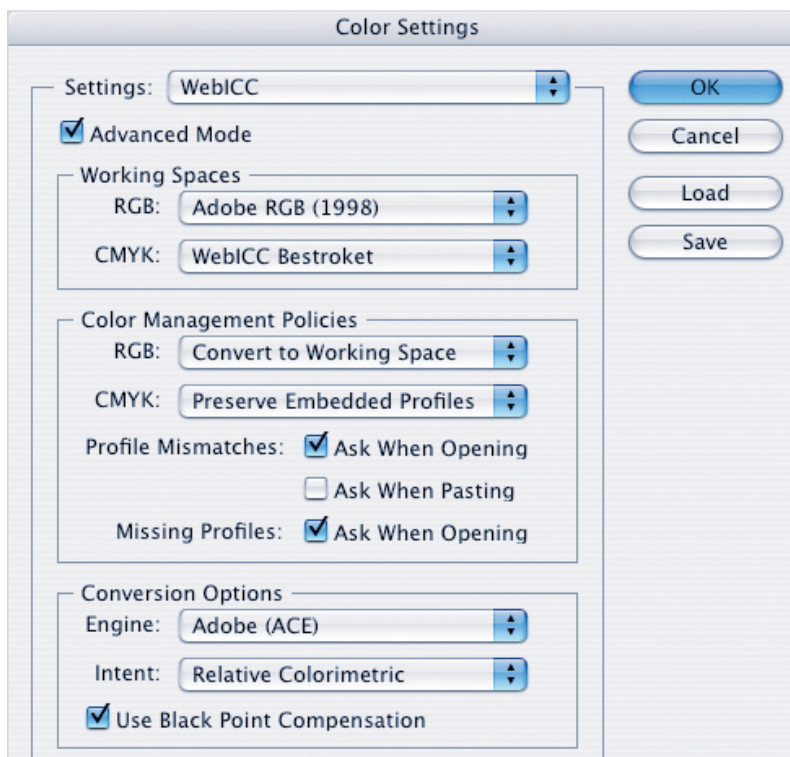 Color Settings
Settings: WebICC
OK
Advanced Mode
Cancel
Working Spaces
Load
RGB: Adobe RGB (1998)
Save
CMYK: WebICC Bestroket
Color Management Policies
RGB: Convert to Working Space
CMYK: Preserve Embedded Profiles
Profile Mismatches: Ask When Opening
Ask When Pasting
Missing Profiles: Ask When Opening
Conversion Options
Engine: Adobe (ACE)
Intent: Relative Colorimetric
Use Black Point Compensation